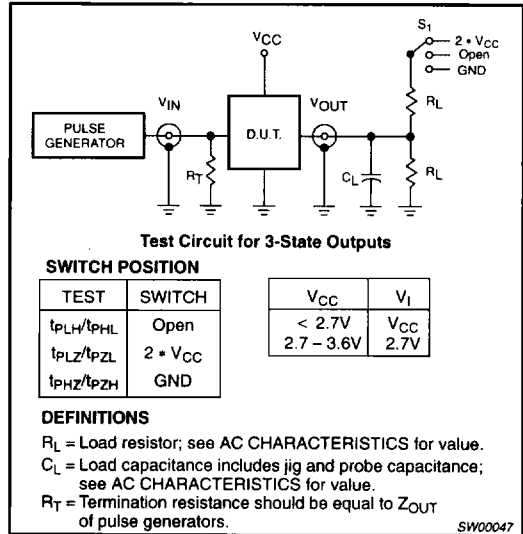 S1
2 * VCC
Open
GND
VCC
VIN
VOUT
RL
PULSE
GENERATOR
D.U.T.
RT
CL
RL
Test Circuit for 3-State Outputs
SWITCH POSITION
TEST SWITCH
tPLH/tPHL Open
tPLZ/tPZL 2 * VCC
tPHZ/tPZH GND
VCC VI
< 2.7V VCC
2.7 – 3.6V 2.7V
DEFINITIONS
RL = Load resistor; see AC CHARACTERISTICS for value.
CL = Load capacitance includes jig and probe capacitance;
see AC CHARACTERISTICS for value.
RT = Termination resistance should be equal to ZOUT
of pulse generators.
SW00047